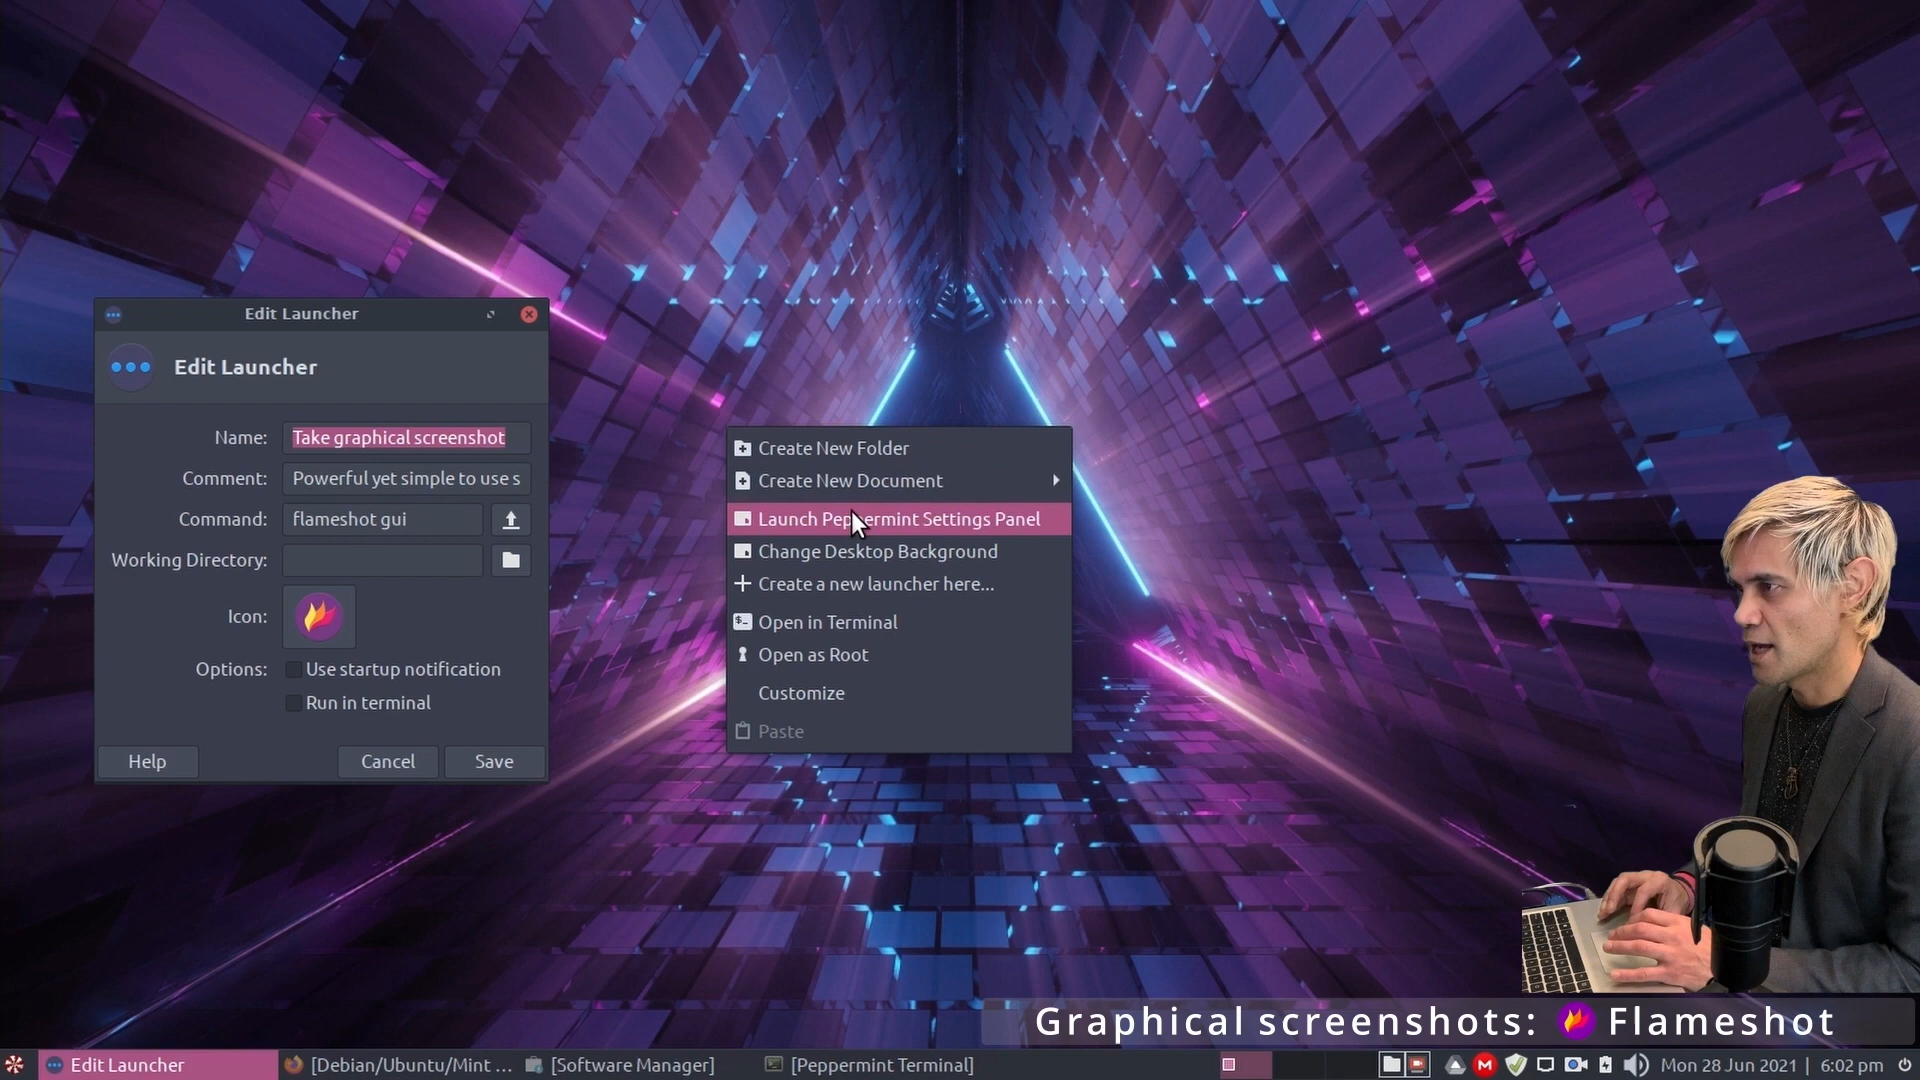 Edit Launcher
Edit Launcher
Name: Take graphical screenshot
Comment: Powerful yet simple to use s
Command: flameshot gui
Working Directory:
Icon:
Options: Use startup notification
Run in terminal
Help Cancel Save
Create New Folder
Create New Document
Launch Peppermint Settings Panel
Change Desktop Background
Create a new launcher here...
Open in Terminal
Open as Root
Customize
Paste
Graphical screenshots: Flameshot
Edit Launcher [Debian/Ubuntu/Mint ... [Software Manager] [Peppermint Terminal] M Mon 28 Jun 2021 | 6:02 pm